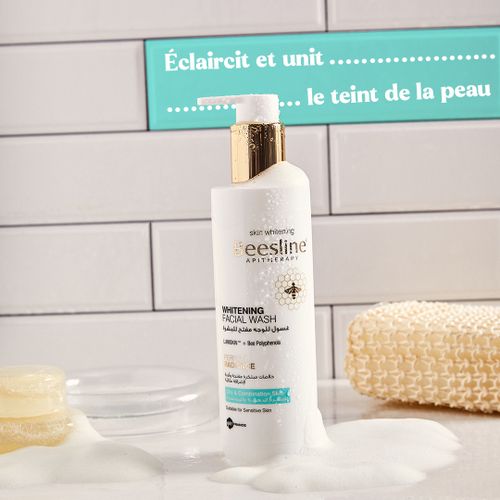 Éclaircit et unit .........................
.................... le teint de la peau
skin whitening
Beesline
APITHERAPY
WHITENING
FACIAL WASH
غسول للوجه مفتح للبشرة
LUMISKIN™ + Bee Polyphenols
Suitable for Sensitive Skin